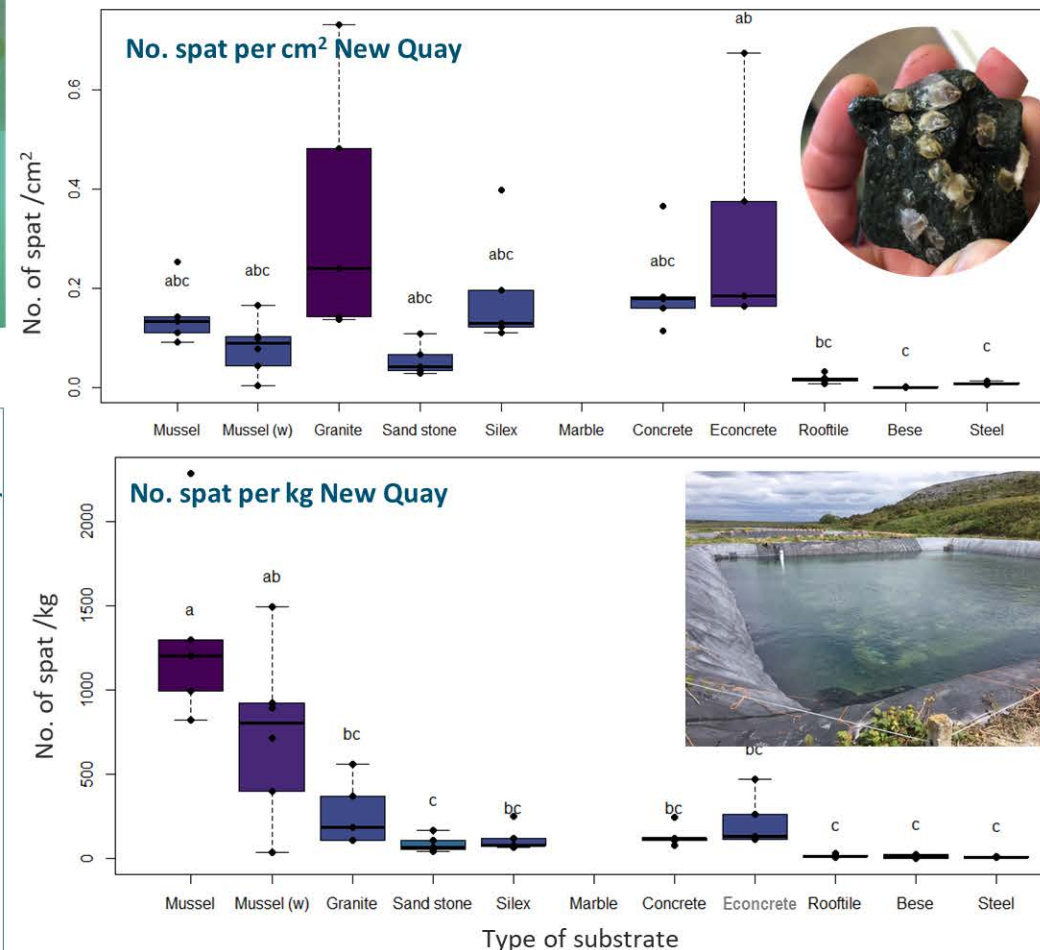 No. spat per cm² New Quay
No. of spat /cm²
0.6
0.4
0.2
0.0
abc
abc
abc
abc
abc
ab
bc
c
c
Mussel Mussel (w) Granite Sand stone Silex Marble Concrete Econcrete Rooftile Bese Steel
No. spat per kg New Quay
No. of spat /kg
2000
1500
1000
500
0
a
ab
bc
c
bc
bc
bc
c
c
c
Mussel Mussel (w) Granite Sand stone Silex Marble Concrete Econcrete Rooftile Bese Steel
Type of substrate